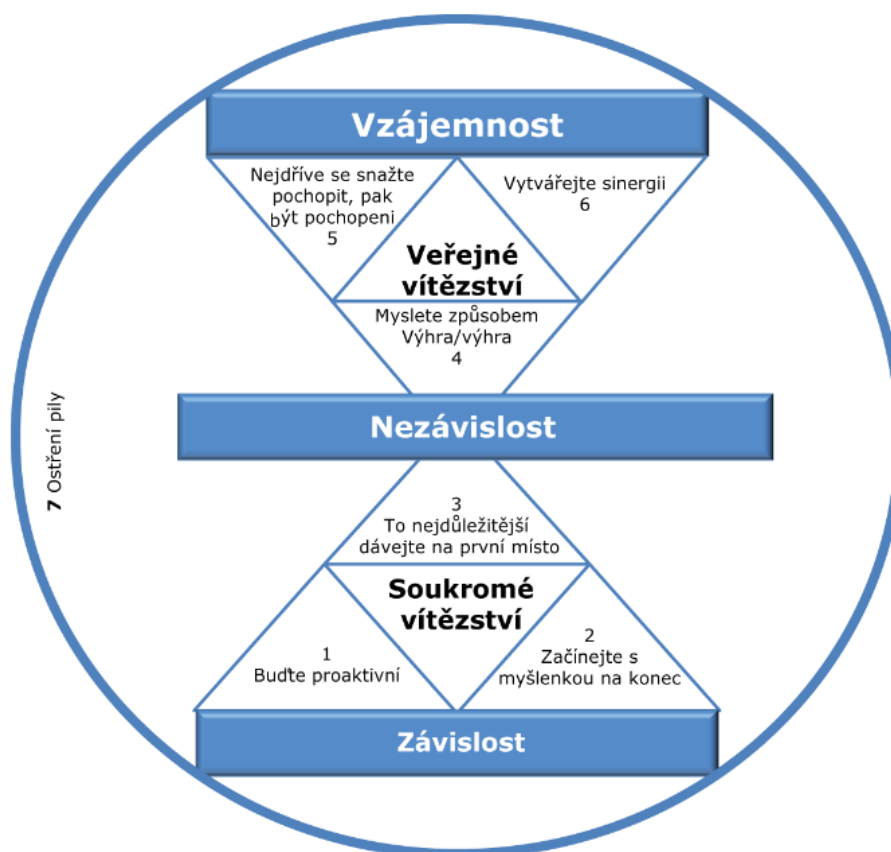 Vzájemnost
Nejdříve se snažte
pochopit, pak
být pochopeni
5
Vytvářejte sinergii
6
Veřejné
vítězství
Myslete způsobem
Výhra/výhra
4
Nezávislost
7 Ostření pily
3
To nejdůležitější
dávejte na první místo
Soukromé
vítězství
1
Buďte proaktivní
2
Začínejte s
myšlenkou na konec
Závislost